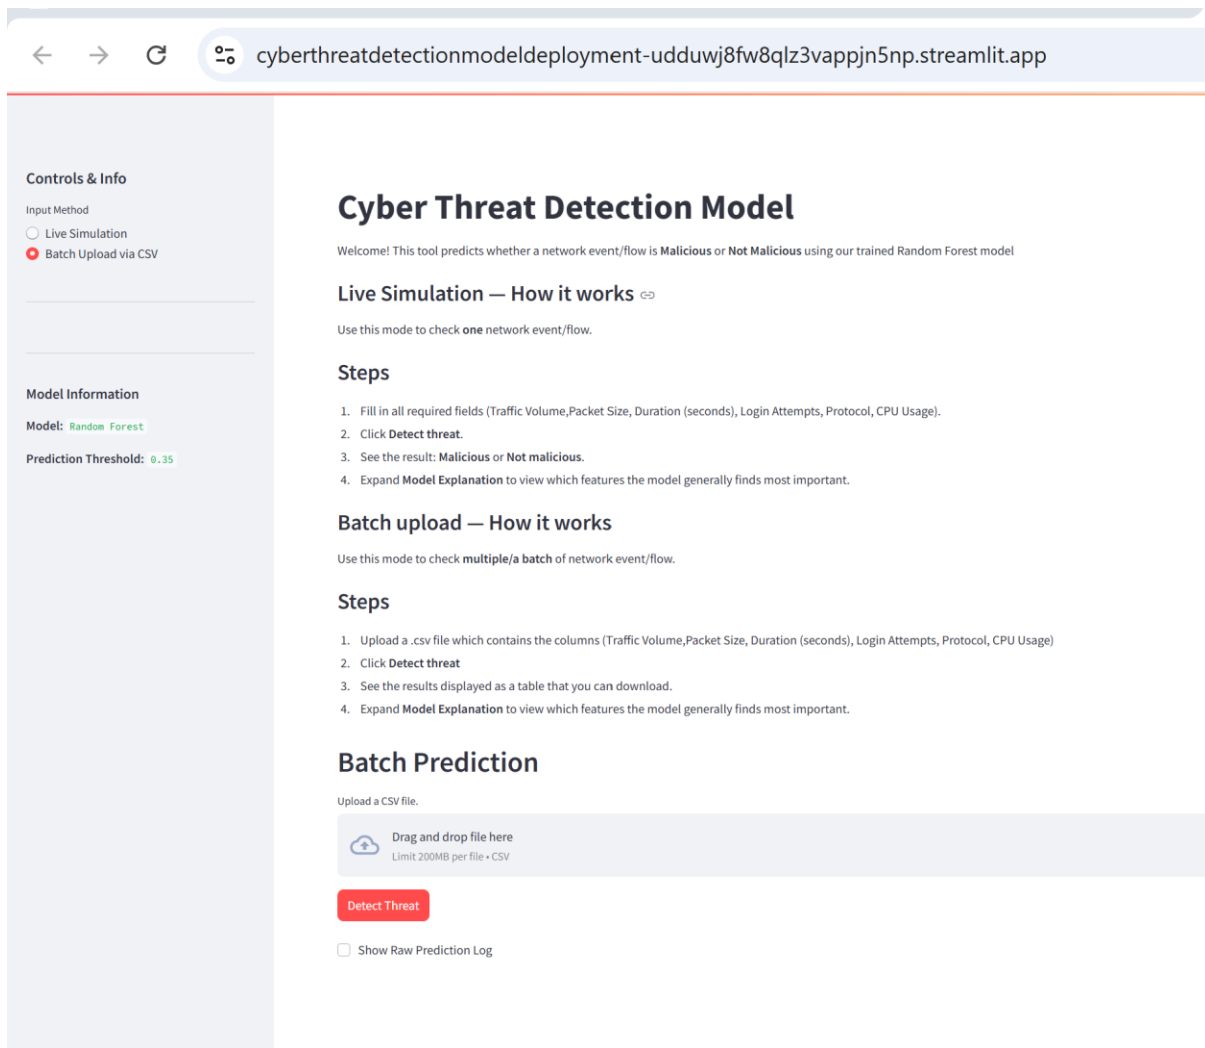 cyberthreatdetectionmodeldeployment-udduwj8fw8qlz3vappjn5np.streamlit.app
Controls & Info
Input Method
Live Simulation
Batch Upload via CSV
Model Information
Model: Random Forest
Prediction Threshold: 0.35
Cyber Threat Detection Model
Welcome! This tool predicts whether a network event/flow is Malicious or Not Malicious using our trained Random Forest model
Live Simulation — How it works
Use this mode to check one network event/flow.
Steps
1. Fill in all required fields (Traffic Volume,Packet Size, Duration (seconds), Login Attempts, Protocol, CPU Usage).
2. Click Detect threat.
3. See the result: Malicious or Not malicious.
4. Expand Model Explanation to view which features the model generally finds most important.
Batch upload — How it works
Use this mode to check multiple/a batch of network event/flow.
Steps
1. Upload a .csv file which contains the columns (Traffic Volume,Packet Size, Duration (seconds), Login Attempts, Protocol, CPU Usage)
2. Click Detect threat
3. See the results displayed as a table that you can download.
4. Expand Model Explanation to view which features the model generally finds most important.
Batch Prediction
Upload a CSV file.
Drag and drop file here
Limit 200MB per file • CSV
Detect Threat
Show Raw Prediction Log